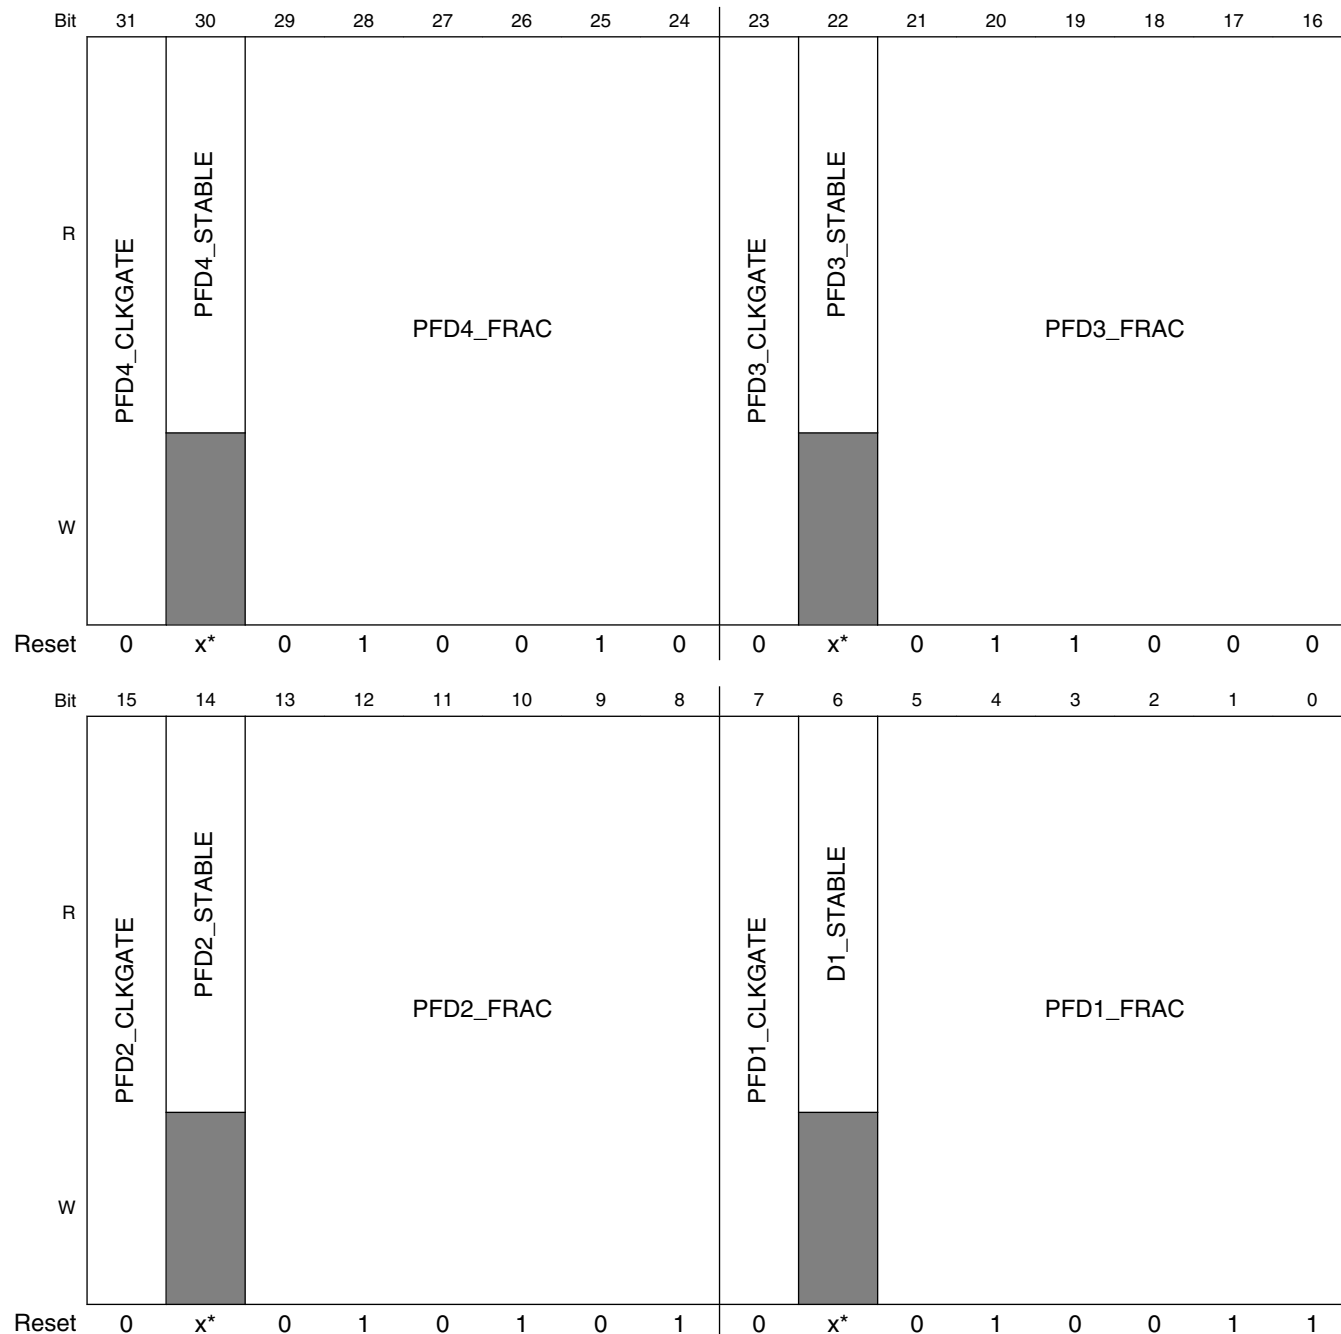 Bit 31 30 29 28 27 26 25 24 23 22 21 20 19 18 17 16
R
W
PFD4_CLKGATE
PFD4_STABLE
PFD4_FRAC
PFD3_CLKGATE
PFD3_STABLE
PFD3_FRAC
Reset 0 x* 0 1 0 0 1 0 0 x* 0 1 1 0 0 0
Bit 15 14 13 12 11 10 9 8 7 6 5 4 3 2 1 0
R
W
PFD2_CLKGATE
PFD2_STABLE
PFD2_FRAC
PFD1_CLKGATE
D1_STABLE
PFD1_FRAC
Reset 0 x* 0 1 0 1 0 1 0 x* 0 1 0 0 1 1